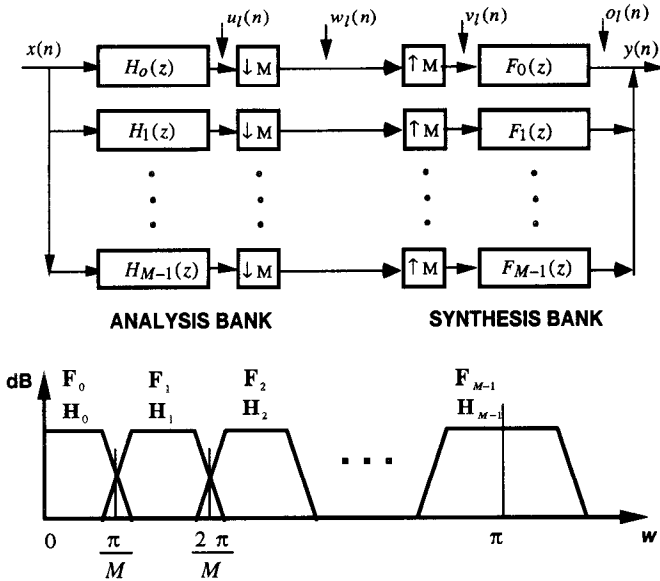 u_l(n) w_l(n) v_l(n) o_l(n)
x(n) H_o(z) ↓ M ↑ M F_0(z) y(n)
H_1(z) ↓ M ↑ M F_1(z)
H_{M-1}(z) ↓ M ↑ M F_{M-1}(z)
ANALYSIS BANK SYNTHESIS BANK
dB F_0 F_1 F_2 F_{M-1}
H_0 H_1 H_2 H_{M-1}
0 π/M 2π/M π w